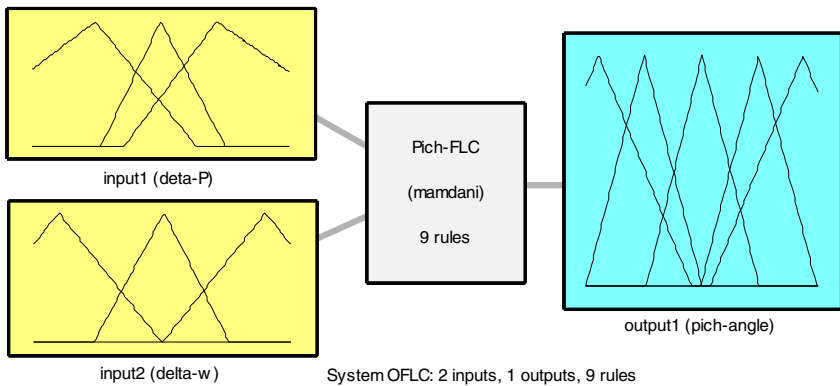 input1 (deta-P)
Pich-FLC
(mamdani)
9 rules
input2 (delta-w)
output1 (pich-angle)
System OFLC: 2 inputs, 1 outputs, 9 rules